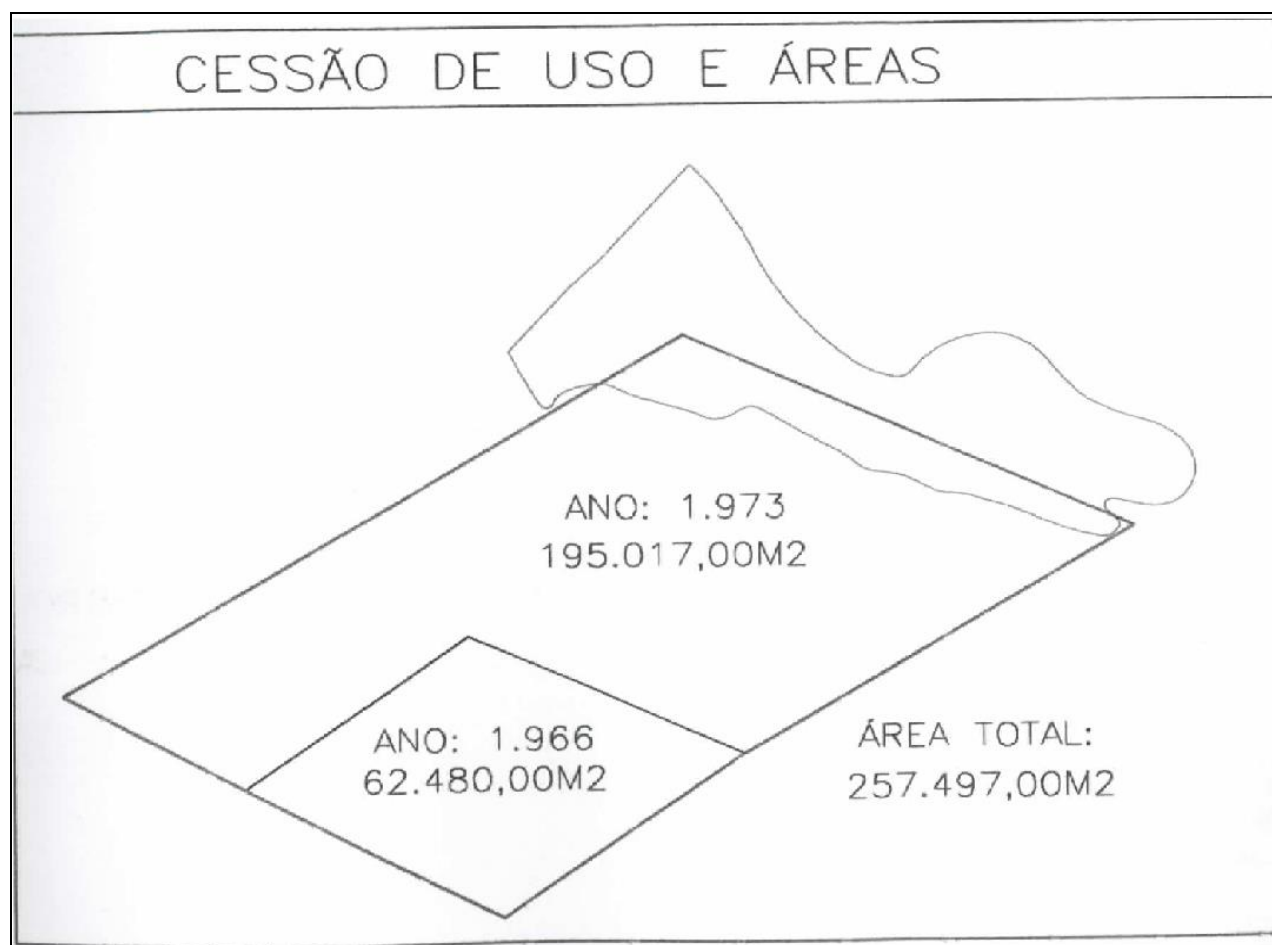 CESSÃO DE USO E ÁREAS
ANO: 1.973
195.017,00M2
ANO: 1.966
62.480,00M2
ÁREA TOTAL:
257.497,00M2